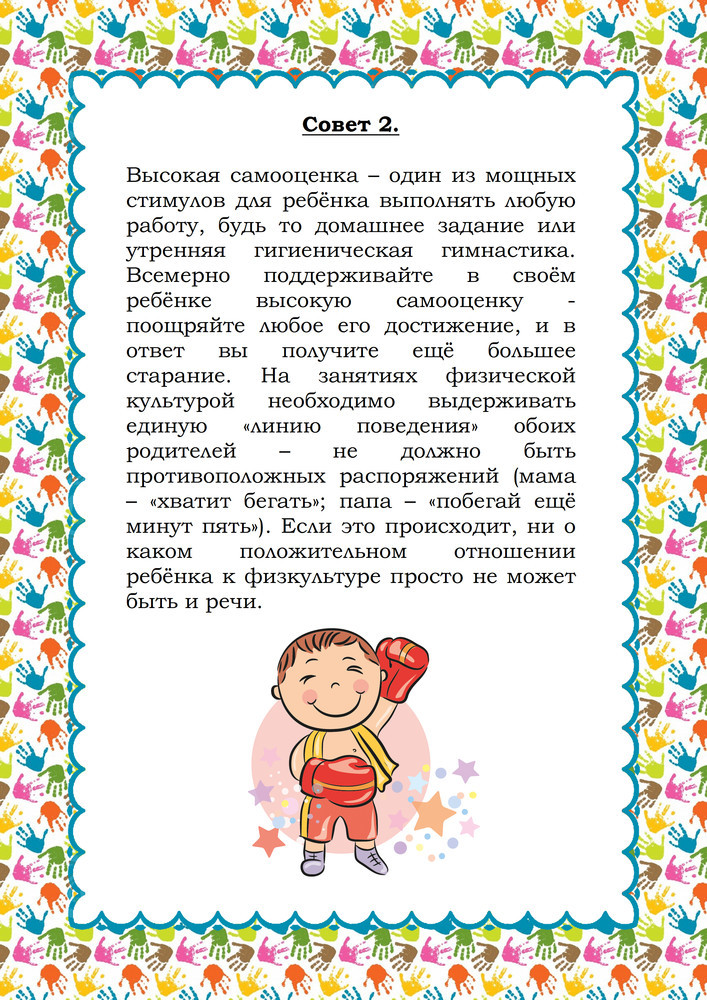 Совет 2.
Высокая самооценка – один из мощных
стимулов для ребёнка выполнять любую
работу, будь то домашнее задание или
утренняя гигиеническая гимнастика.
Всемерно поддерживайте в своём
ребёнке высокую самооценку -
поощряйте любое его достижение, и в
ответ вы получите ещё большее
старание. На занятиях физической
культурой необходимо выдерживать
единую «линию поведения» обоих
родителей – не должно быть
противоположных распоряжений (мама
– «хватит бегать»; папа – «побегай ещё
минут пять»). Если это происходит, ни о
каком положительном отношении
ребёнка к физкультуре просто не может
быть и речи.